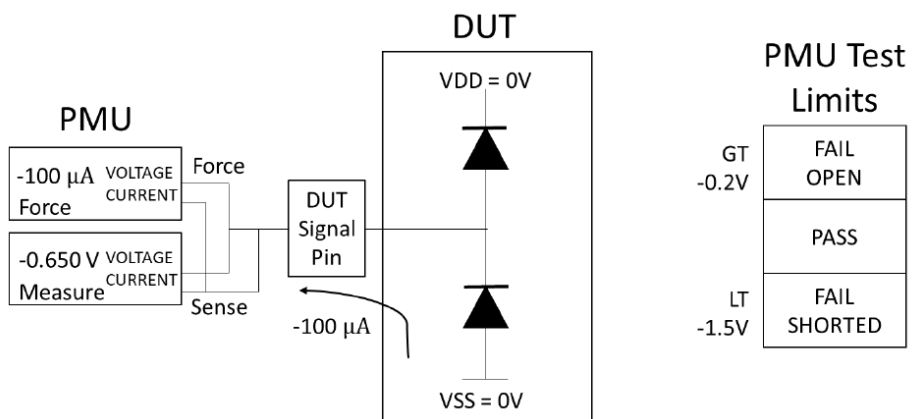 DUT
PMU
-100 μA VOLTAGE
CURRENT
Force
-0.650 V VOLTAGE
CURRENT
Measure
Force
Sense
DUT
Signal
Pin
-100 μA
VDD = 0V
VSS = 0V
PMU Test
Limits
GT
-0.2V
FAIL
OPEN
PASS
LT
-1.5V
FAIL
SHORTED